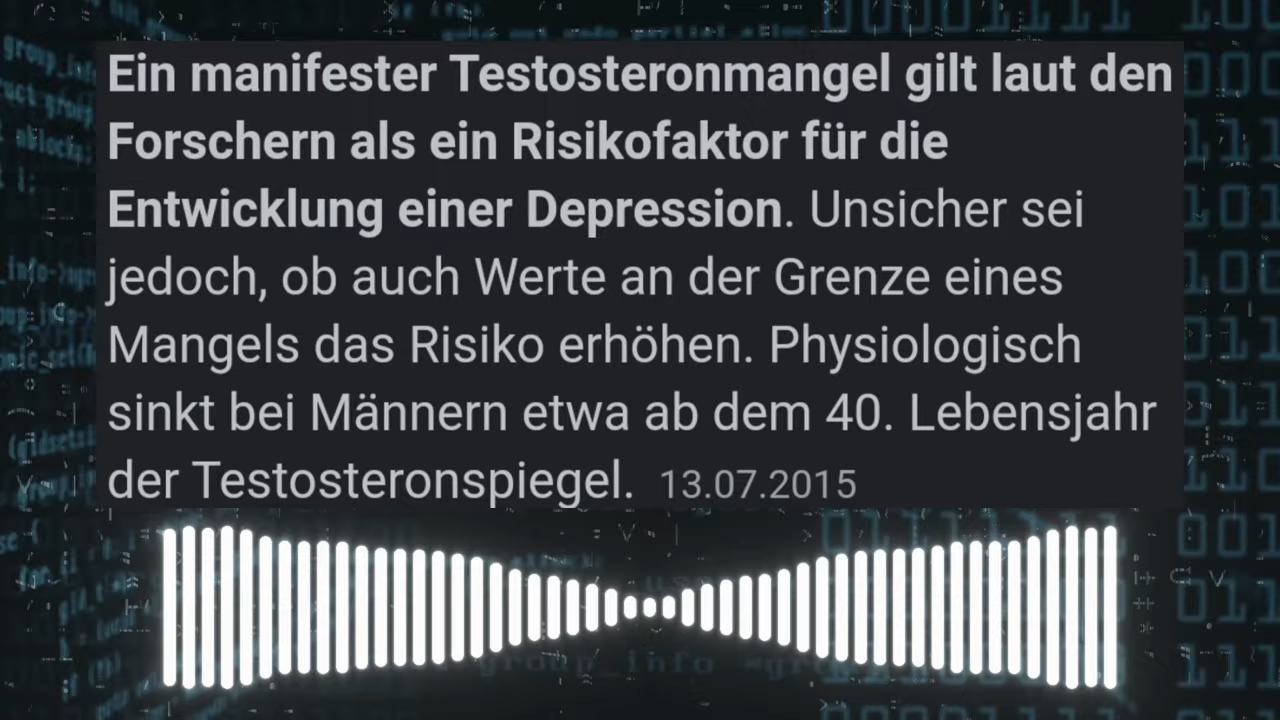 Ein manifester Testosteronmangel gilt laut den
Forschern als ein Risikofaktor für die
Entwicklung einer Depression. Unsicher sei
jedoch, ob auch Werte an der Grenze eines
Mangels das Risiko erhöhen. Physiologisch
sinkt bei Männern etwa ab dem 40. Lebensjahr
der Testosteronspiegel. 13.07.2015